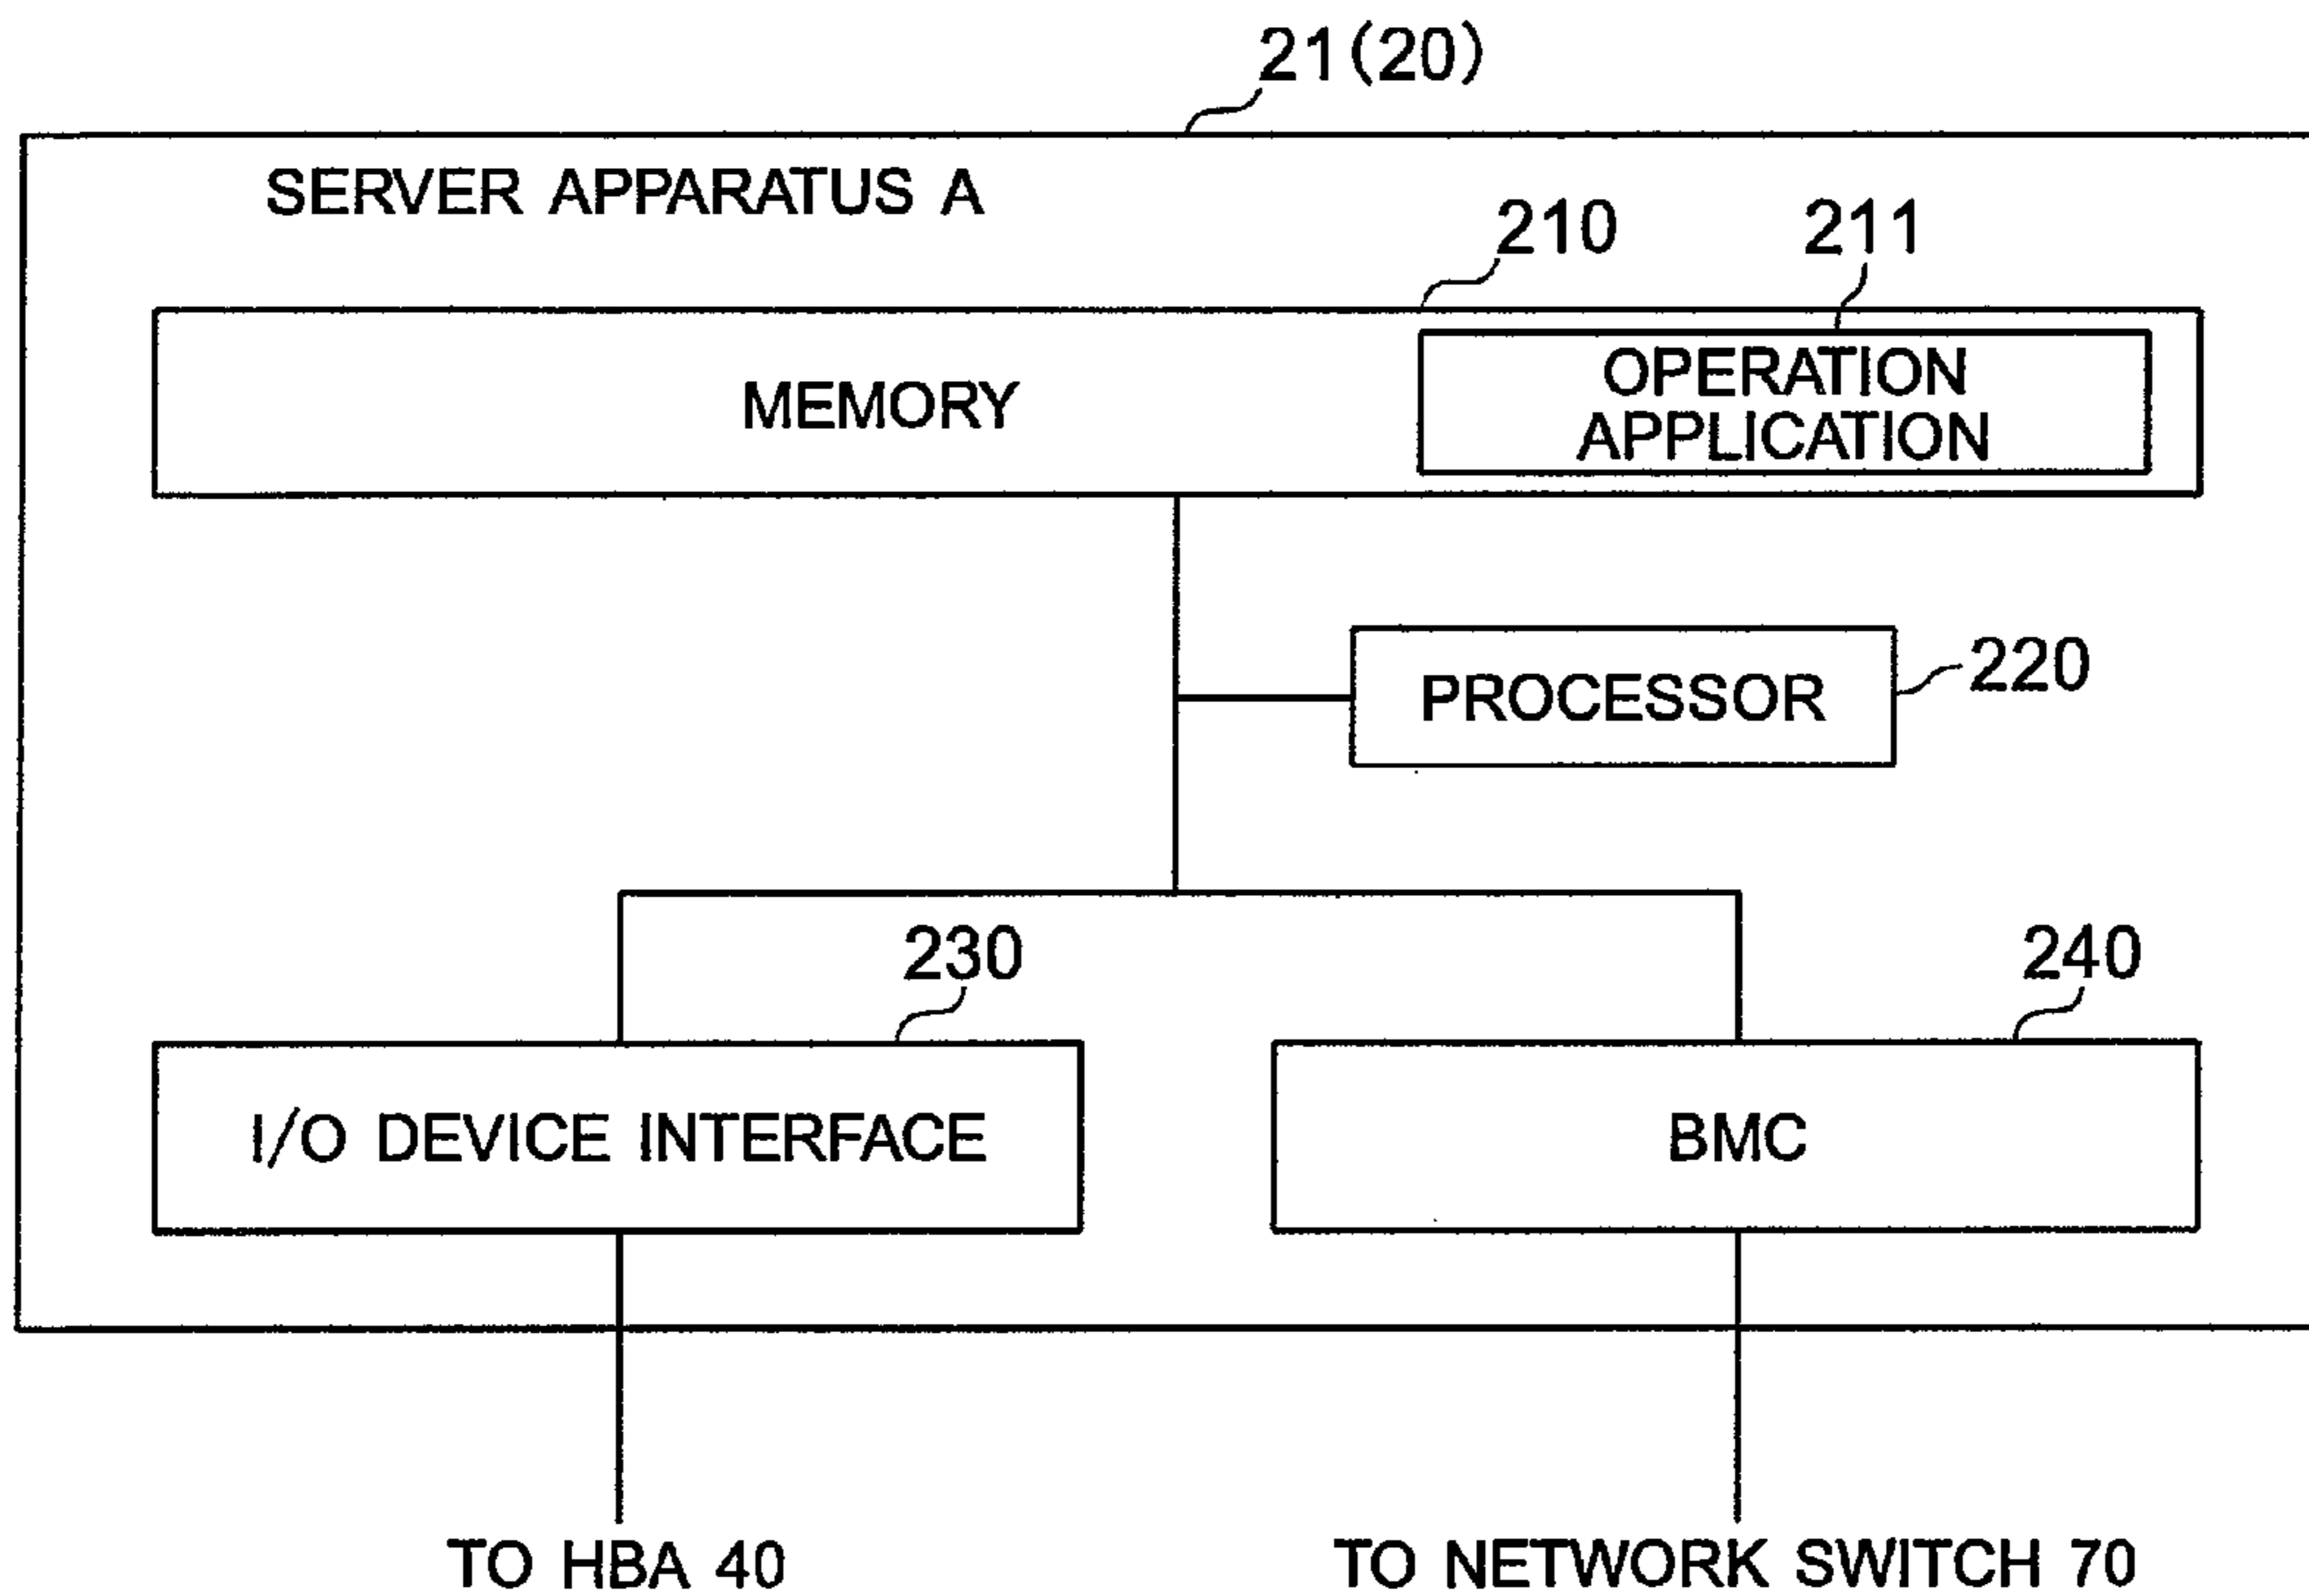 21(20)
SERVER APPARATUS A
210
211
MEMORY
OPERATION
APPLICATION
PROCESSOR
220
230
240
I/O DEVICE INTERFACE
BMC
TO HBA 40
TO NETWORK SWITCH 70